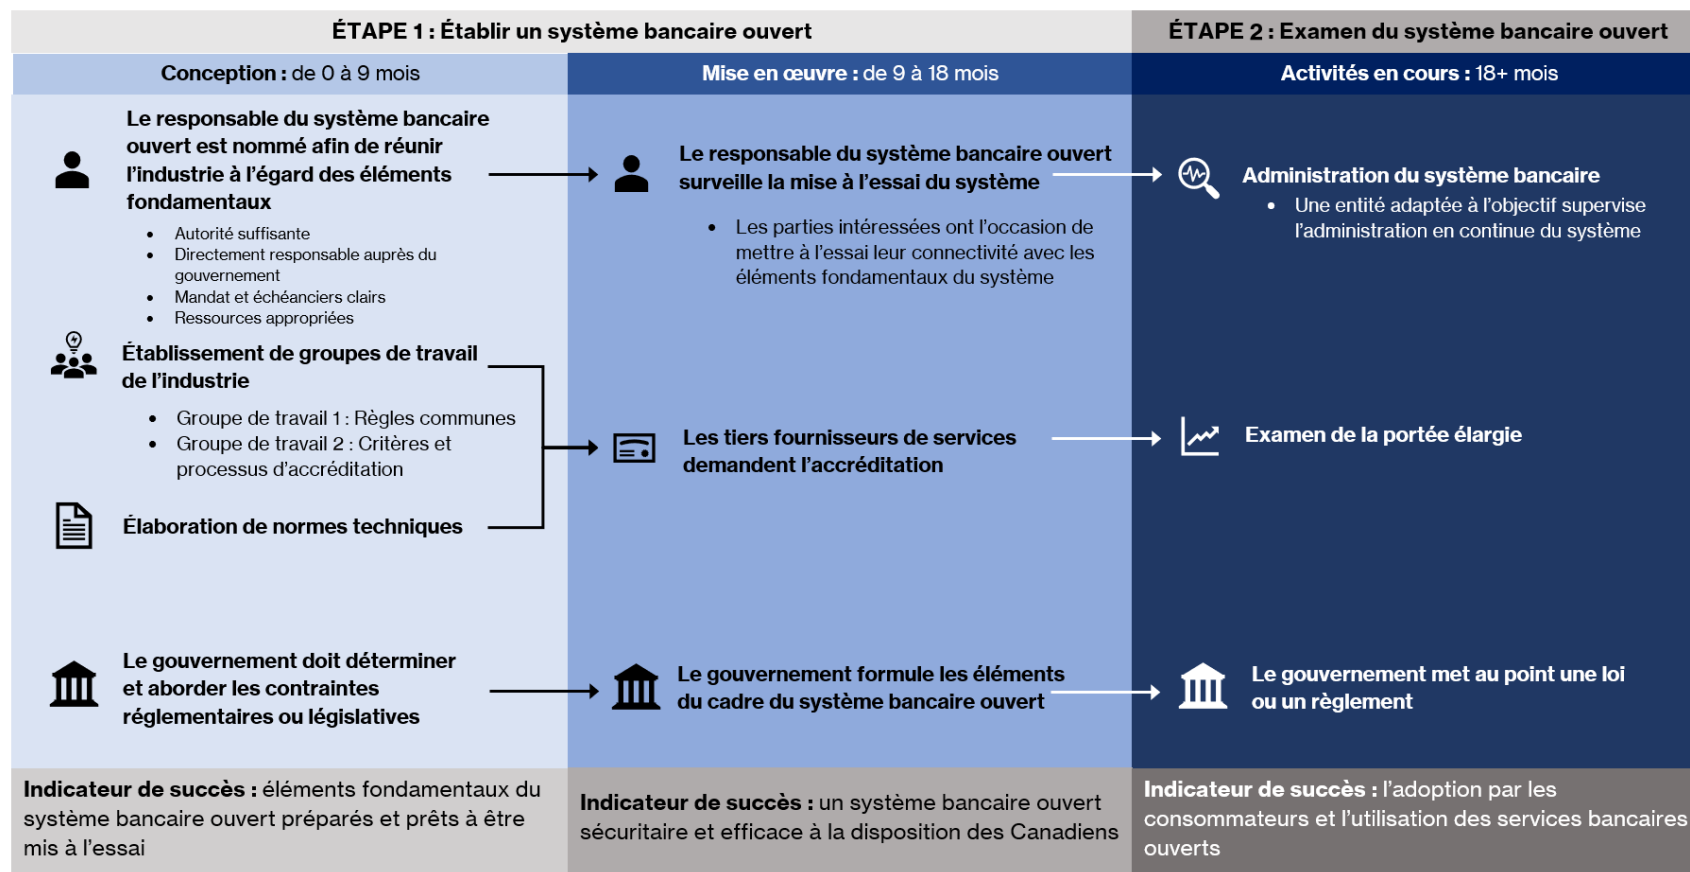 ÉTAPE 1 : Établir un système bancaire ouvert
ÉTAPE 2 : Examen du système bancaire ouvert
Conception : de 0 à 9 mois
Mise en œuvre : de 9 à 18 mois
Activités en cours : 18+ mois
Le responsable du système bancaire
ouvert est nommé afin de réunir
l’industrie à l’égard des éléments
fondamentaux
• Autorité suffisante
• Directement responsable auprès du
gouvernement
• Mandat et échéanciers clairs
• Ressources appropriées
Établissement de groupes de travail
de l’industrie
• Groupe de travail 1 : Règles communes
• Groupe de travail 2 : Critères et
processus d’accréditation
Élaboration de normes techniques
Le gouvernement doit déterminer
et aborder les contraintes
réglementaires ou législatives
Le responsable du système bancaire ouvert
surveille la mise à l’essai du système
• Les parties intéressées ont l’occasion de
mettre à l’essai leur connectivité avec les
éléments fondamentaux du système
Les tiers fournisseurs de services
demandent l’accréditation
Le gouvernement formule les éléments
du cadre du système bancaire ouvert
Administration du système bancaire
• Une entité adaptée à l’objectif supervise
l’administration en continue du système
Examen de la portée élargie
Le gouvernement met au point une loi
ou un règlement
Indicateur de succès : éléments fondamentaux du
système bancaire ouvert préparés et prêts à être
mis à l’essai
Indicateur de succès : un système bancaire ouvert
sécuritaire et efficace à la disposition des Canadiens
Indicateur de succès : l’adoption par les
consommateurs et l’utilisation des services bancaires
ouverts